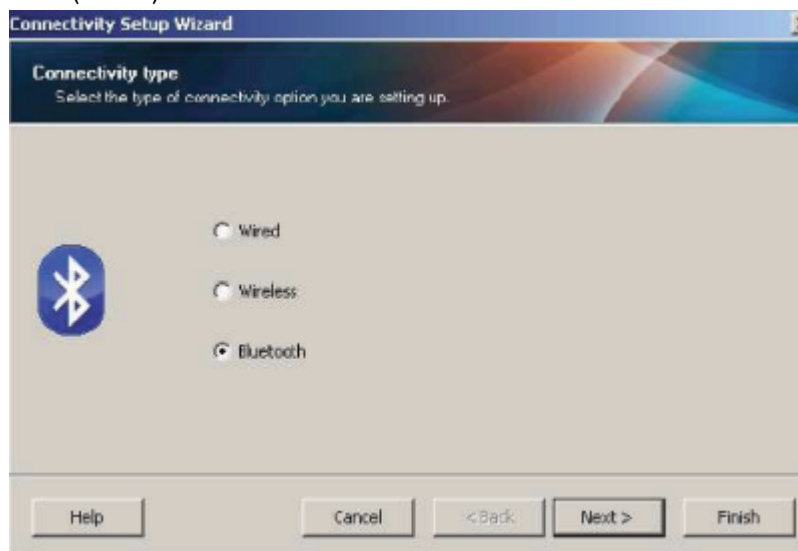 Connectivity Setup Wizard
Connectivity type
Select the type of connectivity option you are setting up.
Wired
Wireless
Bluetooth
Help
Cancel
< Back
Next >
Finish